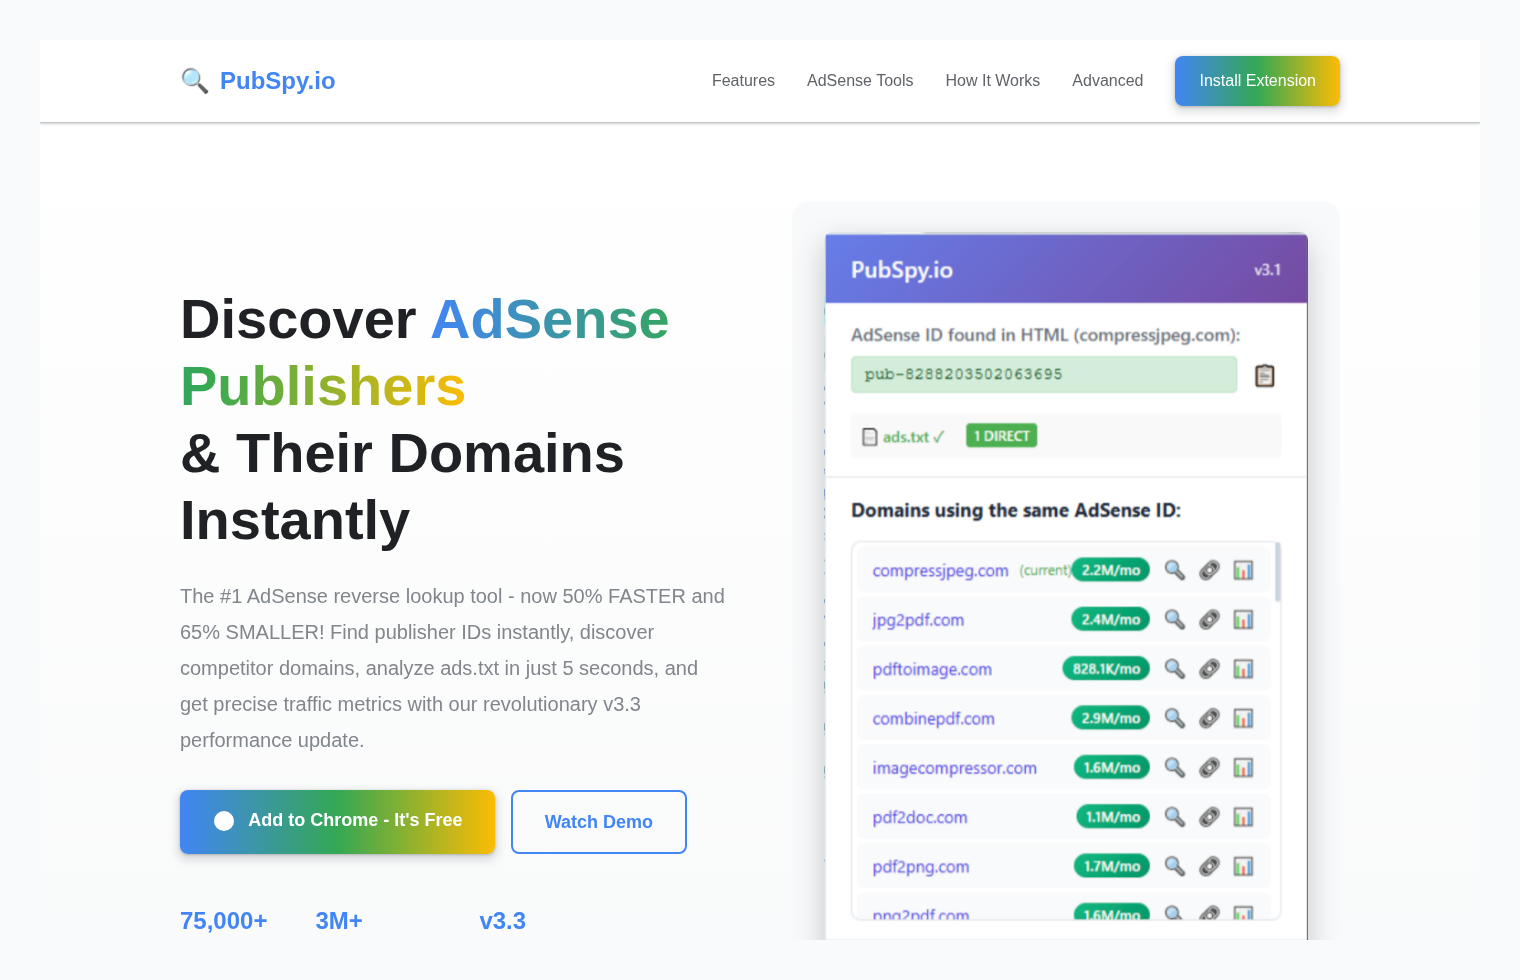 PubSpy.io
Features
AdSense Tools
How It Works
Advanced
Install Extension
Discover AdSense
Publishers
& Their Domains
Instantly
The #1 AdSense reverse lookup tool - now 50% FASTER and
65% SMALLER! Find publisher IDs instantly, discover
competitor domains, analyze ads.txt in just 5 seconds, and
get precise traffic metrics with our revolutionary v3.3
performance update.
Add to Chrome - It's Free
Watch Demo
75,000+
3M+
v3.3
PubSpy.io
v3.1
AdSense ID found in HTML (compressjpeg.com):
pub-8288203502063695
ads.txt ✓
1 DIRECT
Domains using the same AdSense ID:
compressjpeg.com (current) 2.2M/mo
jpg2pdf.com 2.4M/mo
pdftoimage.com 828.1K/mo
combinepdf.com 2.9M/mo
imagecompressor.com 1.6M/mo
pdf2doc.com 1.1M/mo
pdf2png.com 1.7M/mo
png2pdf.com 1.6M/mo